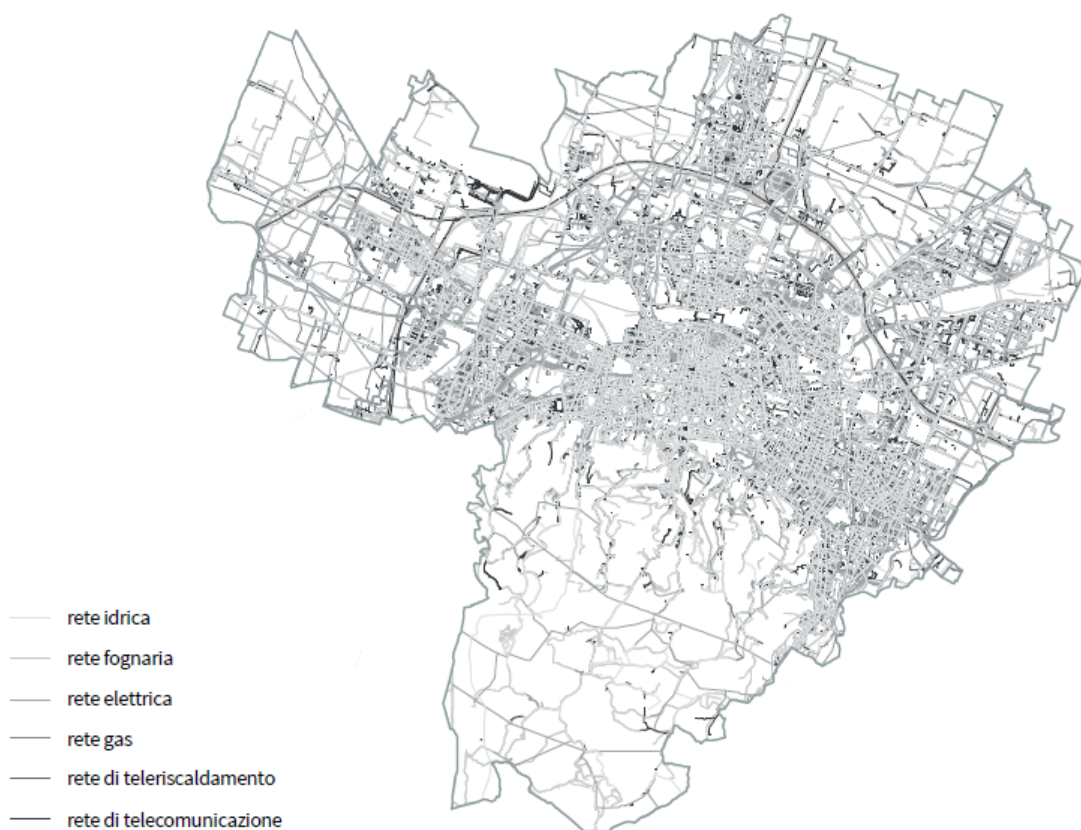 rete idrica
rete fognaria
rete elettrica
rete gas
rete di teleriscaldamento
rete di telecomunicazione